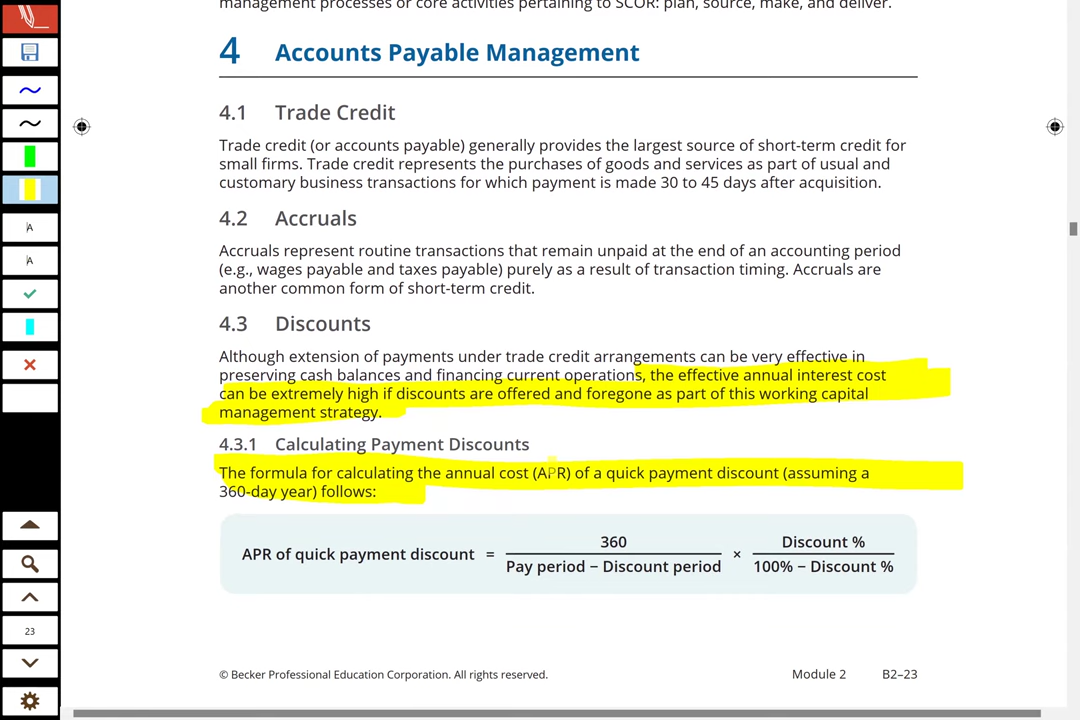 management processes or core activities pertaining to SCOR: plan, source, make, and deliver.
4 Accounts Payable Management
4.1 Trade Credit
Trade credit (or accounts payable) generally provides the largest source of short-term credit for
small firms. Trade credit represents the purchases of goods and services as part of usual and
customary business transactions for which payment is made 30 to 45 days after acquisition.
4.2 Accruals
Accruals represent routine transactions that remain unpaid at the end of an accounting period
(e.g., wages payable and taxes payable) purely as a result of transaction timing. Accruals are
another common form of short-term credit.
4.3 Discounts
Although extension of payments under trade credit arrangements can be very effective in
preserving cash balances and financing current operations, the effective annual interest cost
can be extremely high if discounts are offered and foregone as part of this working capital
management strategy.
4.3.1 Calculating Payment Discounts
The formula for calculating the annual cost (APR) of a quick payment discount (assuming a
360-day year) follows:
APR of quick payment discount = 360 / Pay period − Discount period × Discount % / 100% − Discount %
© Becker Professional Education Corporation. All rights reserved. Module 2 B2–23
A
A
23